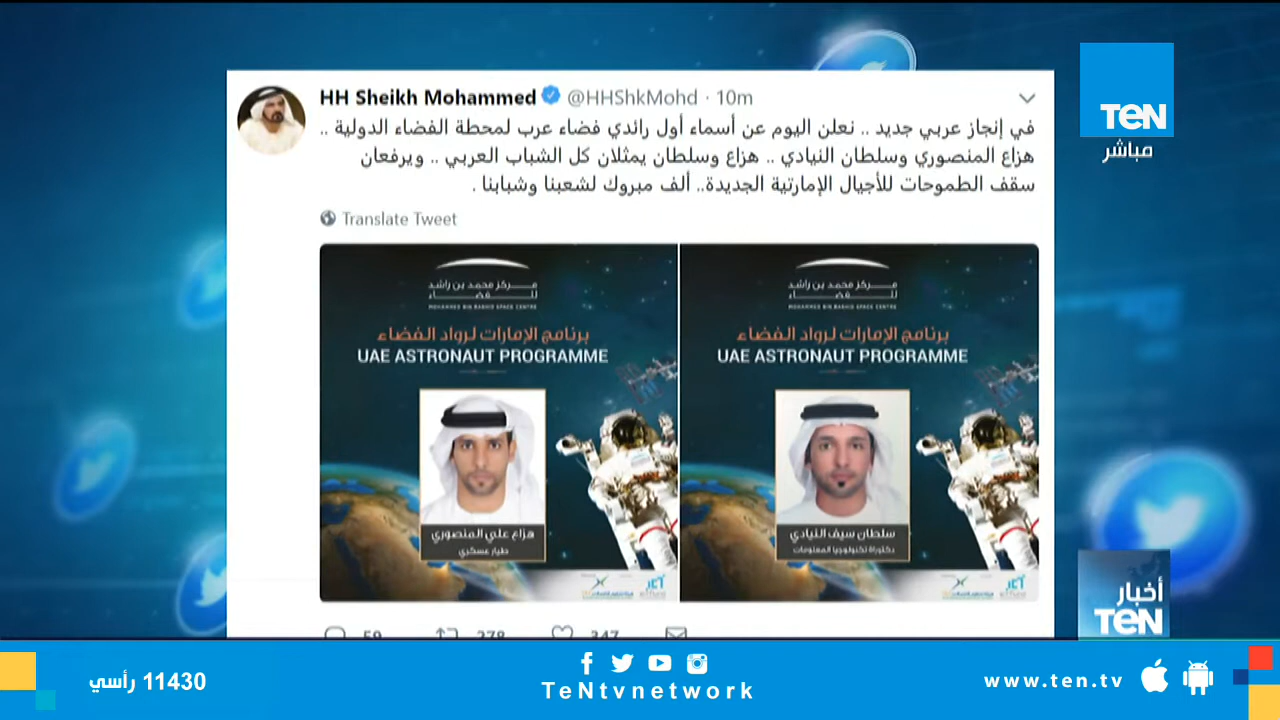 HH Sheikh Mohammed @HHShkMohd · 10m
في إنجاز عربي جديد .. نعلن اليوم عن أسماء أول رائدي فضاء عرب لمحطة الفضاء الدولية ..
هزاع المنصوري وسلطان النيادي .. هزاع وسلطان يمثلان كل الشباب العربي .. ويرفعان
سقف الطموحات للأجيال الإمارتية الجديدة.. ألف مبروك لشعبنا وشبابنا .
Translate Tweet
مركز محمد بن راشد
للفضاء
MOHAMMED BIN RASHID SPACE CENTRE
برنامج الإمارات لرواد الفضاء
UAE ASTRONAUT PROGRAMME
هزاع علي المنصوري
طيار عسكري
مركز محمد بن راشد
للفضاء
MOHAMMED BIN RASHID SPACE CENTRE
برنامج الإمارات لرواد الفضاء
UAE ASTRONAUT PROGRAMME
سلطان سيف النيادي
دكتوراة تكنولوجيا المعلومات
59 278 347
TEN
مباشر
أخبار
TEN
11430 رأسي
TeNtvnetwork
www.ten.tv